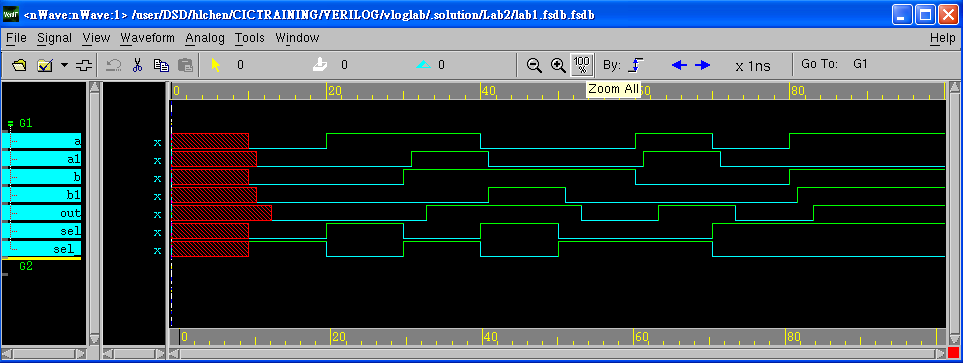 <nWave:nWave:1> /user/DSD/hlchen/CICTRAINING/VERILOG/vloglab/.solution/Lab2/lab1.fsdb.fsdb
File Signal View Waveform Analog Tools Window Help
0 0 0 100 % By: x 1ns Go To: G1
Zoom All
0 20 40 60 80
G1
a x
a1 x
b x
b1 x
out x
sel x
sel_ x
G2
0 20 40 60 80